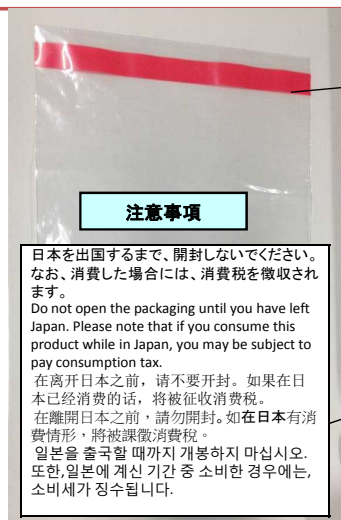 注意事項
日本を出国するまで、開封しないでください。
なお、消費した場合には、消費税を徴収され
ます。
Do not open the packaging until you have left
Japan. Please note that if you consume this
product while in Japan, you may be subject to
pay consumption tax.
在离开日本之前，请不要开封。如果在日
本已经消费的话，将被征收消费税。
在離開日本之前，請勿開封。如在日本有消
費情形，將被課徵消費稅。
일본을 출국할 때까지 개봉하지 마십시오.
또한,일본에 계신 기간 중 소비한 경우에는,
소비세가 징수됩니다.